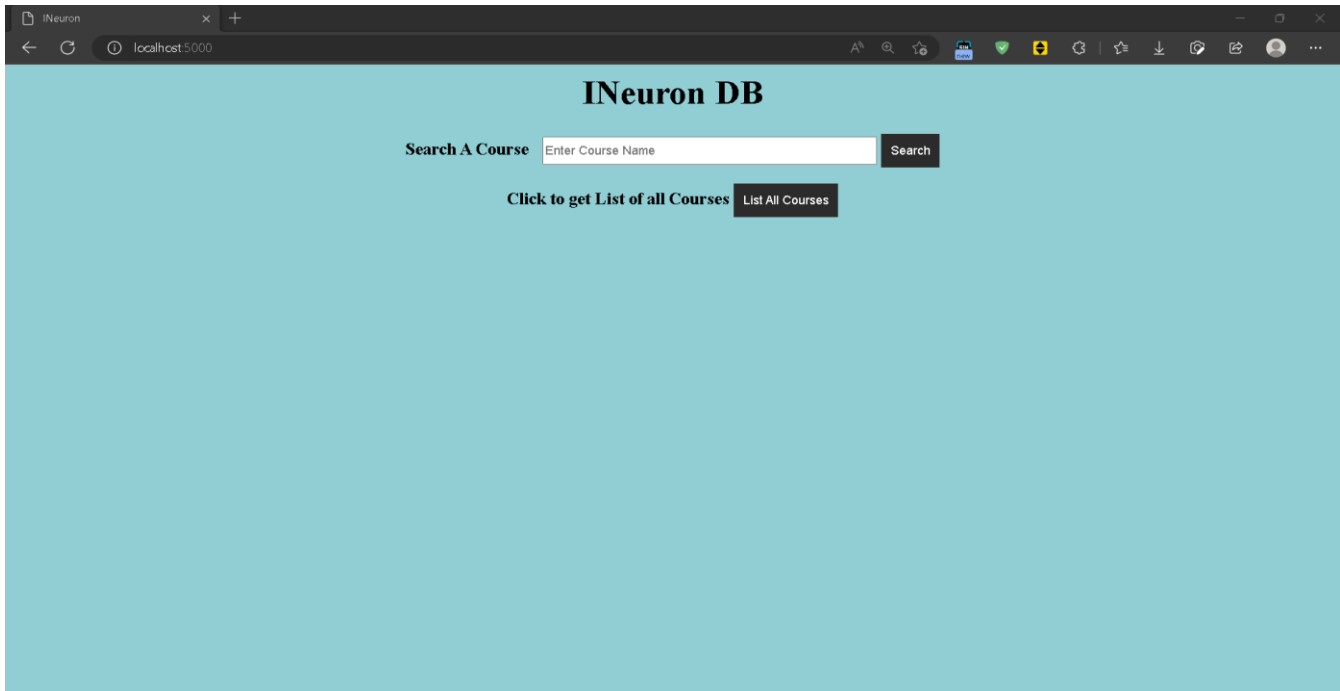 INeuron
localhost:5000
new
INeuron DB
Search A Course Enter Course Name Search
Click to get List of all Courses List All Courses